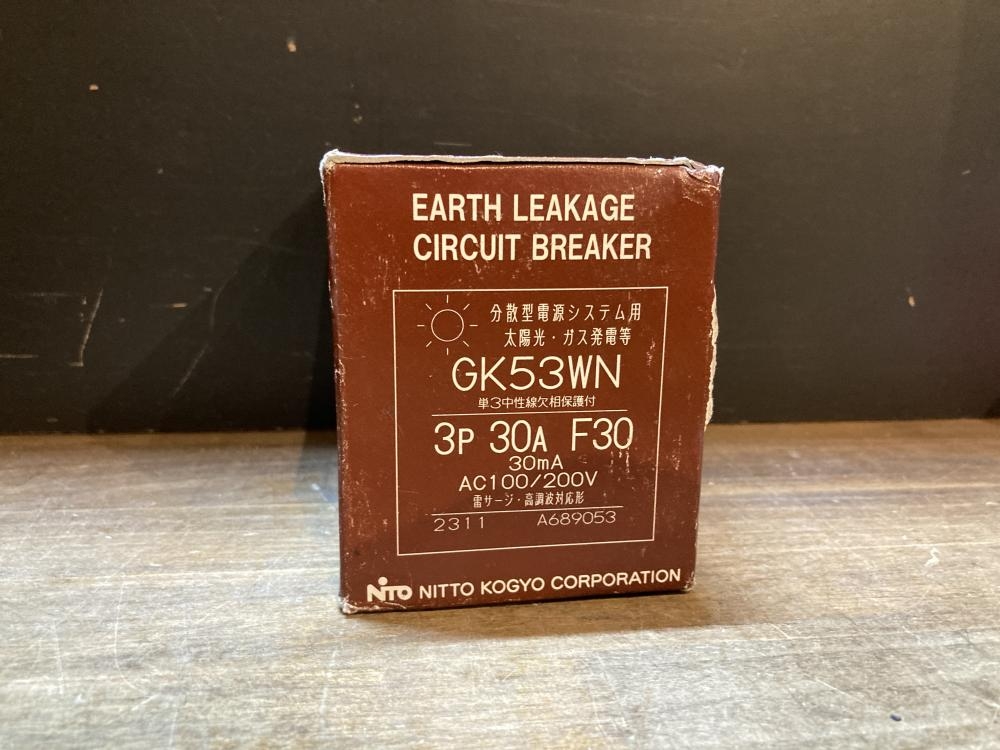 EARTH LEAKAGE
CIRCUIT BREAKER
分散型電源システム用
太陽光・ガス発電等
GK53WN
単3中性線欠相保護付
3P 30A F30
30mA
AC100/200V
雷サージ・高調波対応形
2311 A689053
NiTO NITTO KOGYO CORPORATION